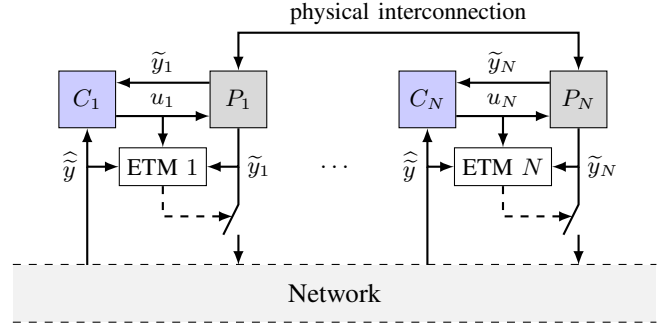 physical interconnection
ỹ₁ ỹ_N
C₁ P₁ C_N P_N
u₁ u_N
ŷ̃ ETM 1 ỹ₁ … ŷ̃ ETM N ỹ_N
Network